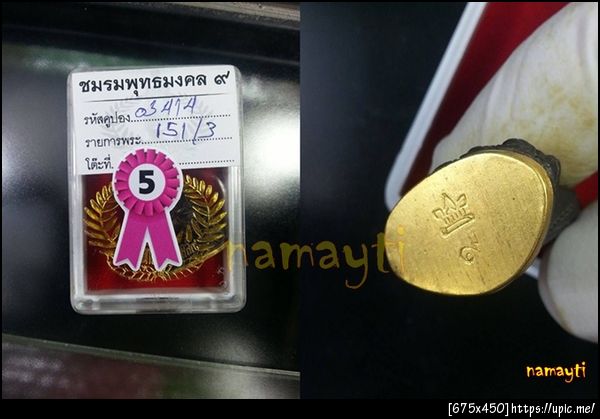 ชมรมพุทธมงคล ๙
รหัสคูปอง 03414
รายการพระ 151/3
โต๊ะที่
5
namayti
namayti
[675x450]https://upic.me/